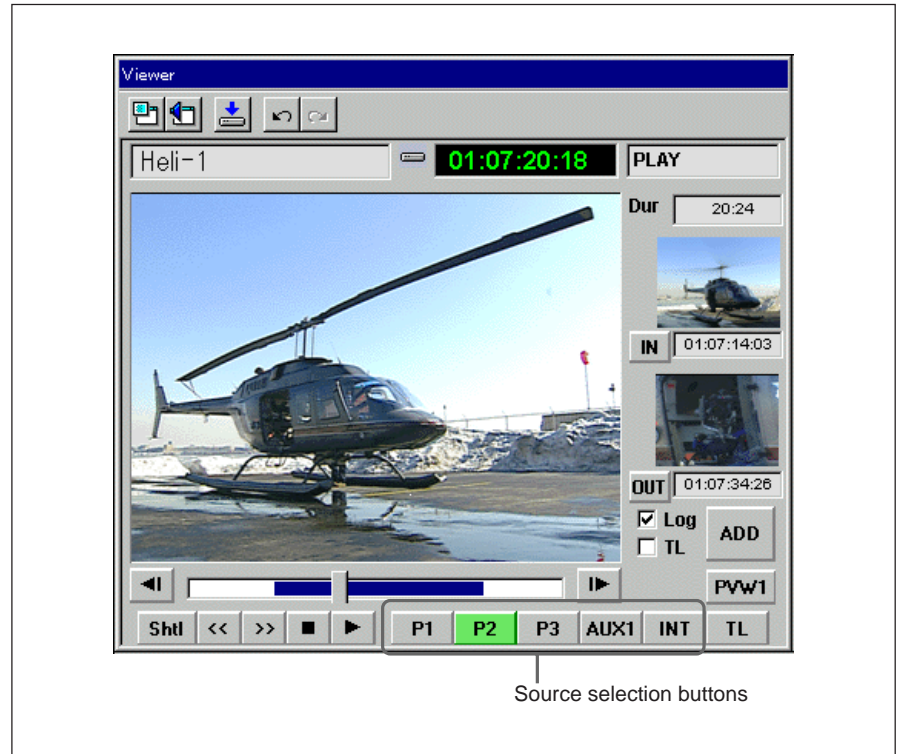 Viewer
Heli-1
01:07:20:18
PLAY
Dur
20:24
IN
01:07:14:03
OUT
01:07:34:26
Log
TL
ADD
PVW1
Shtl << >> ■ ▶ P1 P2 P3 AUX1 INT TL
Source selection buttons